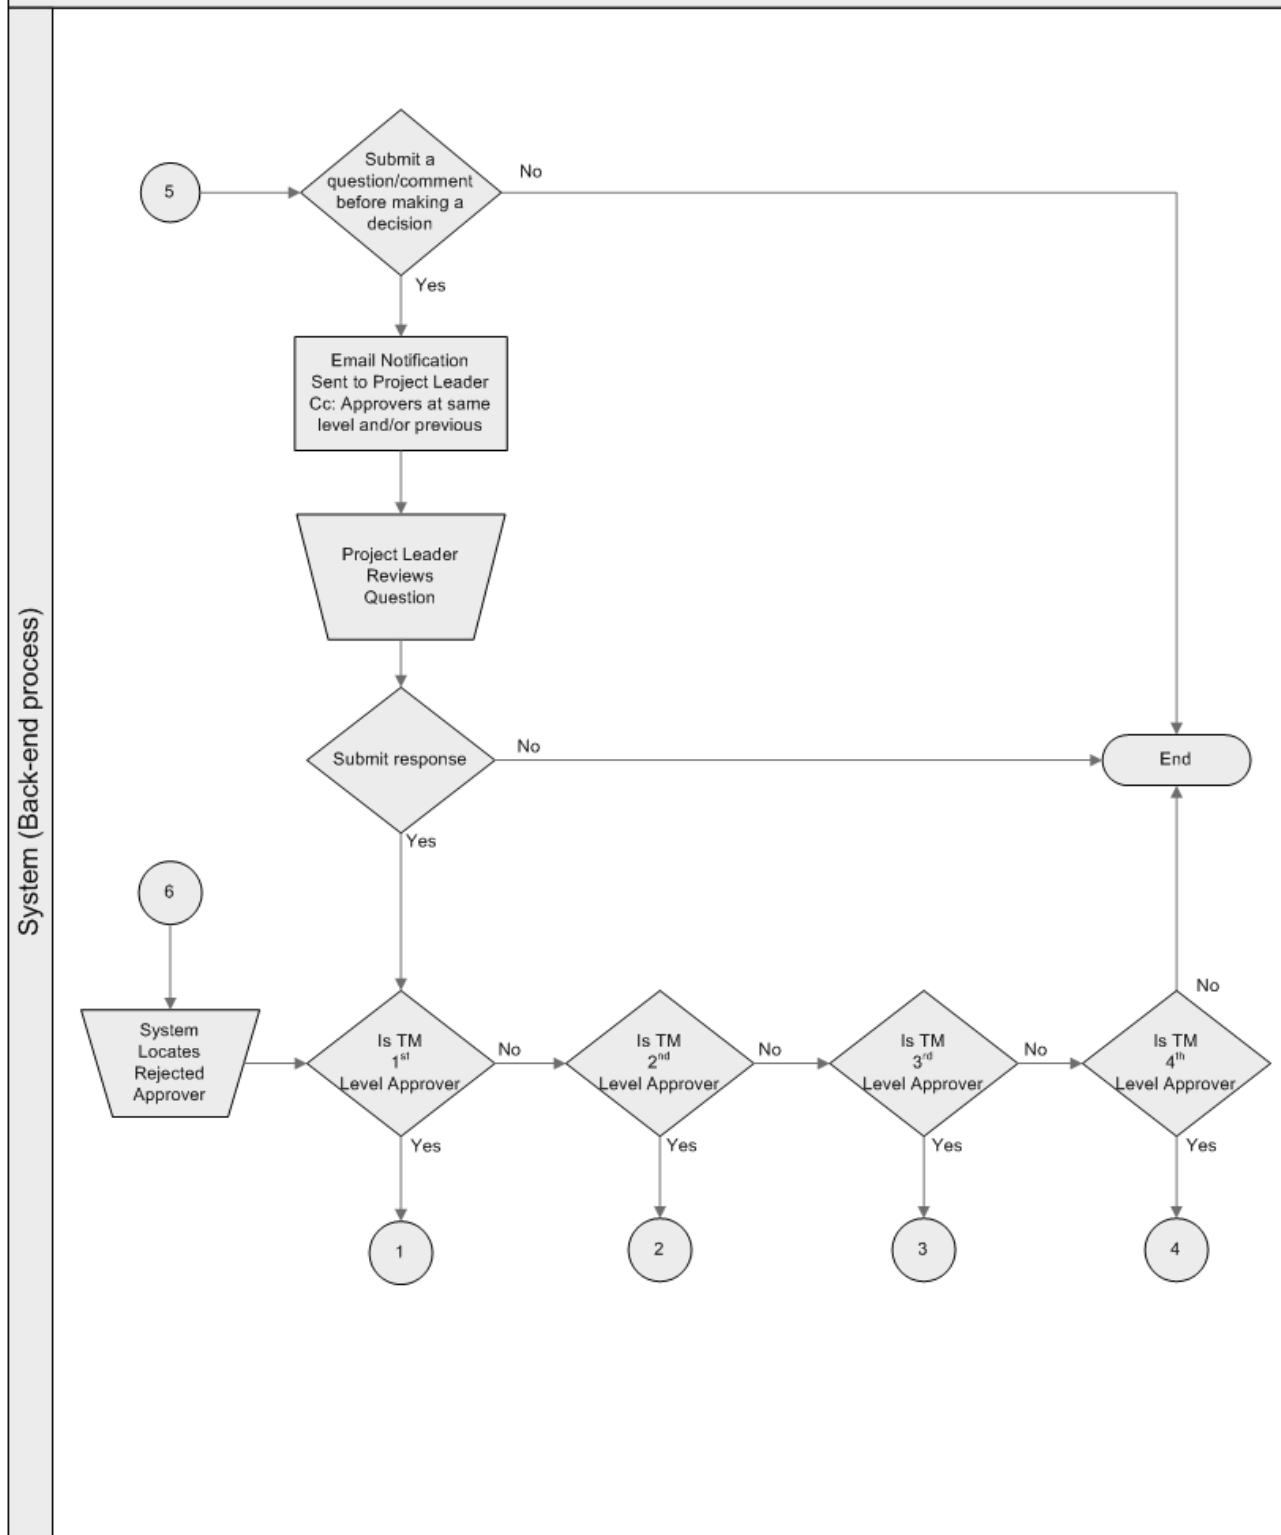 System (Back-end process)
5
Submit a
question/comment
before making a
decision
No
Yes
Email Notification
Sent to Project Leader
Cc: Approvers at same
level and/or previous
Project Leader
Reviews
Question
Submit response
No
End
Yes
6
System
Locates
Rejected
Approver
Is TM
1st
Level Approver
No
Is TM
2nd
Level Approver
No
Is TM
3rd
Level Approver
No
Is TM
4th
Level Approver
No
Yes
Yes
Yes
Yes
1
2
3
4